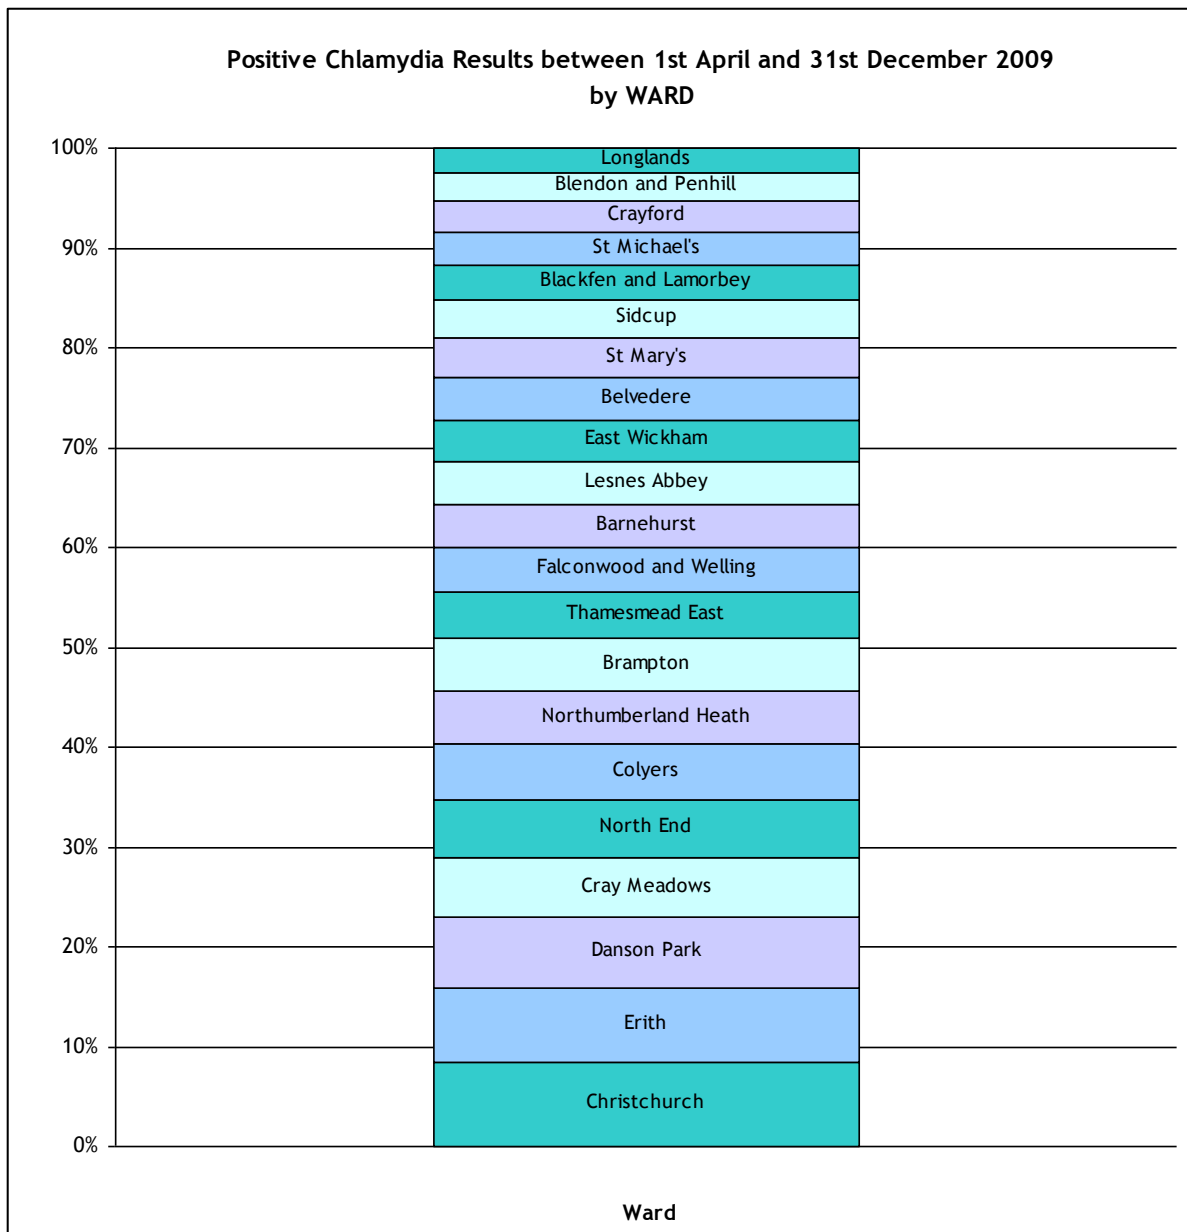 Positive Chlamydia Results between 1st April and 31st December 2009
by WARD
100%
Longlands
Blendon and Penhill
Crayford
90%
St Michael's
Blackfen and Lamorbey
Sidcup
80%
St Mary's
Belvedere
70%
East Wickham
Lesnes Abbey
Barnehurst
60%
Falconwood and Welling
Thamesmead East
50%
Brampton
Northumberland Heath
40%
Colyers
North End
30%
Cray Meadows
20%
Danson Park
Erith
10%
Christchurch
0%
Ward